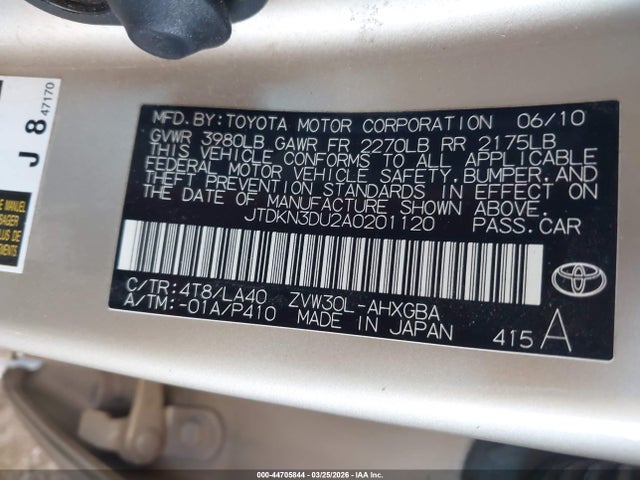 MFD.BY:TOYOTA MOTOR CORPORATION 06/10
GVWR 3980LB GAWR FR 2270LB RR 2175LB
THIS VEHICLE CONFORMS TO ALL APPLICABLE
FEDERAL MOTOR VEHICLE SAFETY,BUMPER,AND
THEFT PREVENTION STANDARDS IN EFFECT ON
THE DATE OF MANUFACTURE SHOWN ABOVE.
JTDKN3DU2A0201120 PASS.CAR
C/TR:4T8/LA40 ZVW30L-AHXGBA
A/TM:-01A/P410 MADE IN JAPAN
415A
TOYOTA
J 8
47170
000-44705844 | 03/25/2026 - IAA Inc.